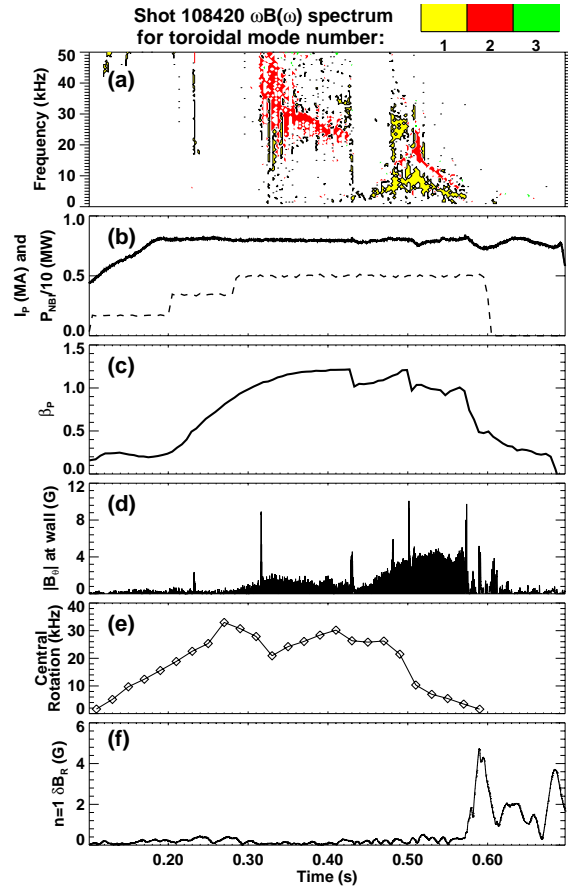 Shot 108420 ωB(ω) spectrum
for toroidal mode number:
1 2 3
(a)
Frequency (kHz)
50
40
30
20
10
0
(b)
I_P (MA) and
P_NB/10 (MW)
1.0
0.5
0.0
(c)
β_P
1.5
1.0
0.5
0.0
(d)
|B_θ| at wall (G)
12
8
4
0
(e)
Central
Rotation (kHz)
40
30
20
10
0
(f)
n=1 δB_R (G)
6
4
2
0
0.20 0.30 0.40 0.50 0.60
Time (s)